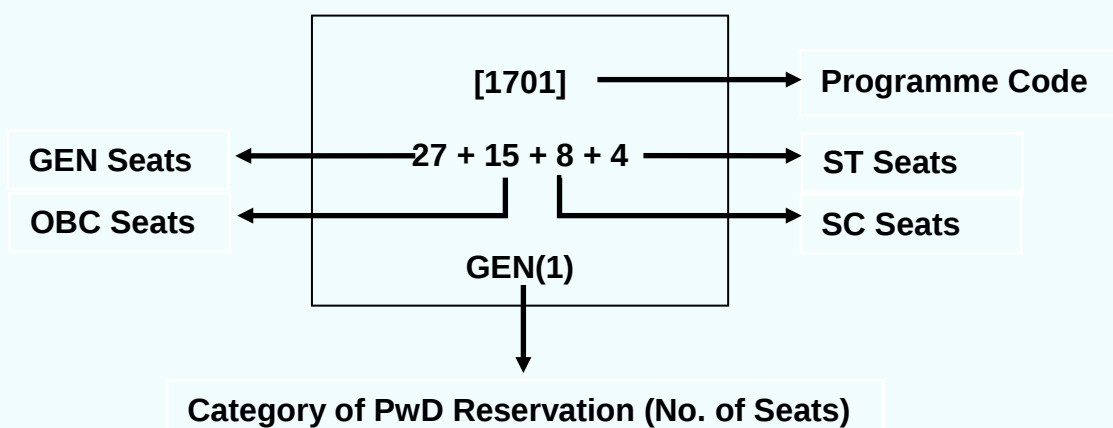 [1701] Programme Code
GEN Seats 27 + 15 + 8 + 4 ST Seats
OBC Seats SC Seats
GEN(1)
Category of PwD Reservation (No. of Seats)